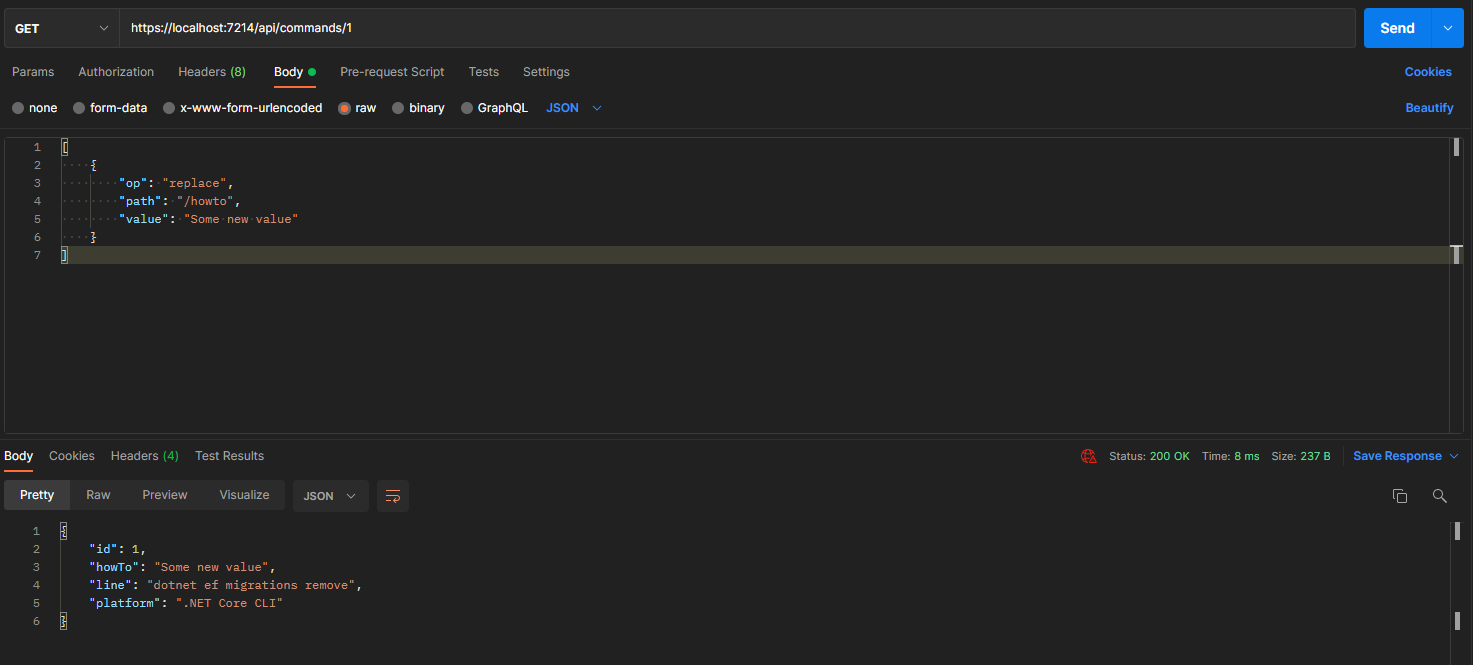 GET https://localhost:7214/api/commands/1 Send
Params Authorization Headers (8) Body Pre-request Script Tests Settings Cookies
none form-data x-www-form-urlencoded raw binary GraphQL JSON Beautify
1 [
2 {
3 "op": "replace",
4 "path": "/howto",
5 "value": "Some new value"
6 }
7 ]
Body Cookies Headers (4) Test Results Status: 200 OK Time: 8 ms Size: 237 B Save Response
Pretty Raw Preview Visualize JSON
1 {
2 "id": 1,
3 "howTo": "Some new value",
4 "line": "dotnet ef migrations remove",
5 "platform": ".NET Core CLI"
6 }